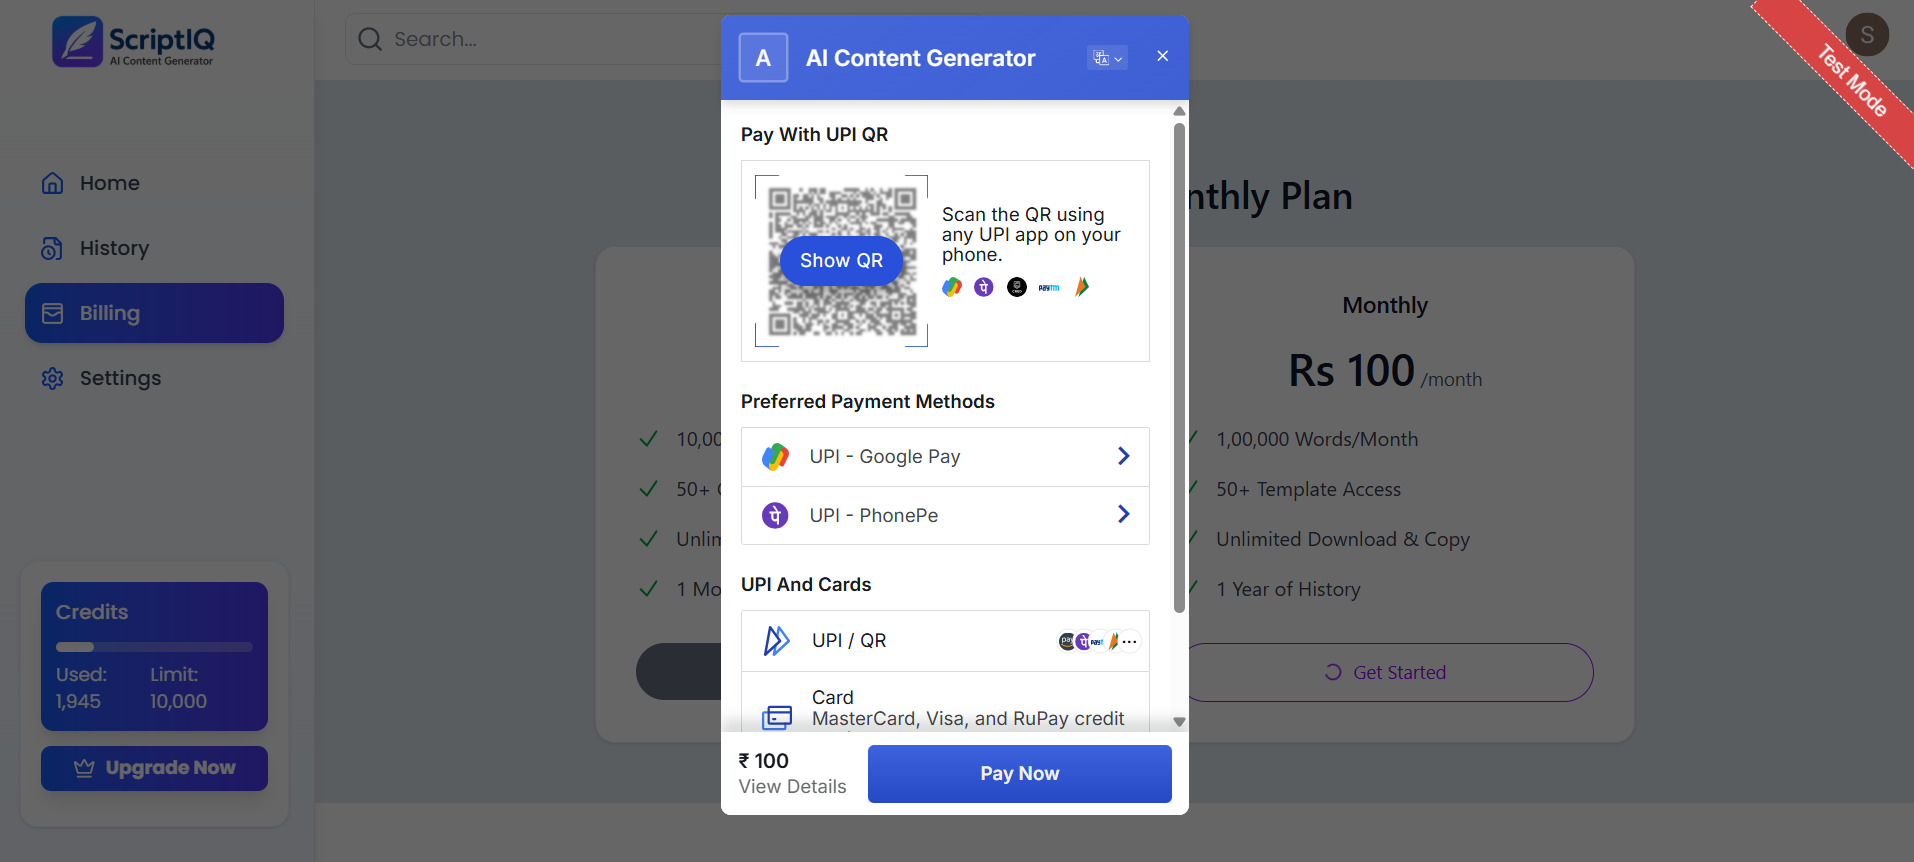 ScriptIQ
AI Content Generator
Search...
Home
History
Billing
Settings
Credits
Used:
1,945
Limit:
10,000
Upgrade Now
A
AI Content Generator
Pay With UPI QR
Show QR
Scan the QR using
any UPI app on your
phone.
Preferred Payment Methods
UPI - Google Pay
UPI - PhonePe
UPI And Cards
UPI / QR
Card
MasterCard, Visa, and RuPay credit
₹ 100
View Details
Pay Now
nthly Plan
10,00
50+
Unlim
1 Mo
Monthly
Rs 100 /month
1,00,000 Words/Month
50+ Template Access
Unlimited Download & Copy
1 Year of History
Get Started
Test Mode
S